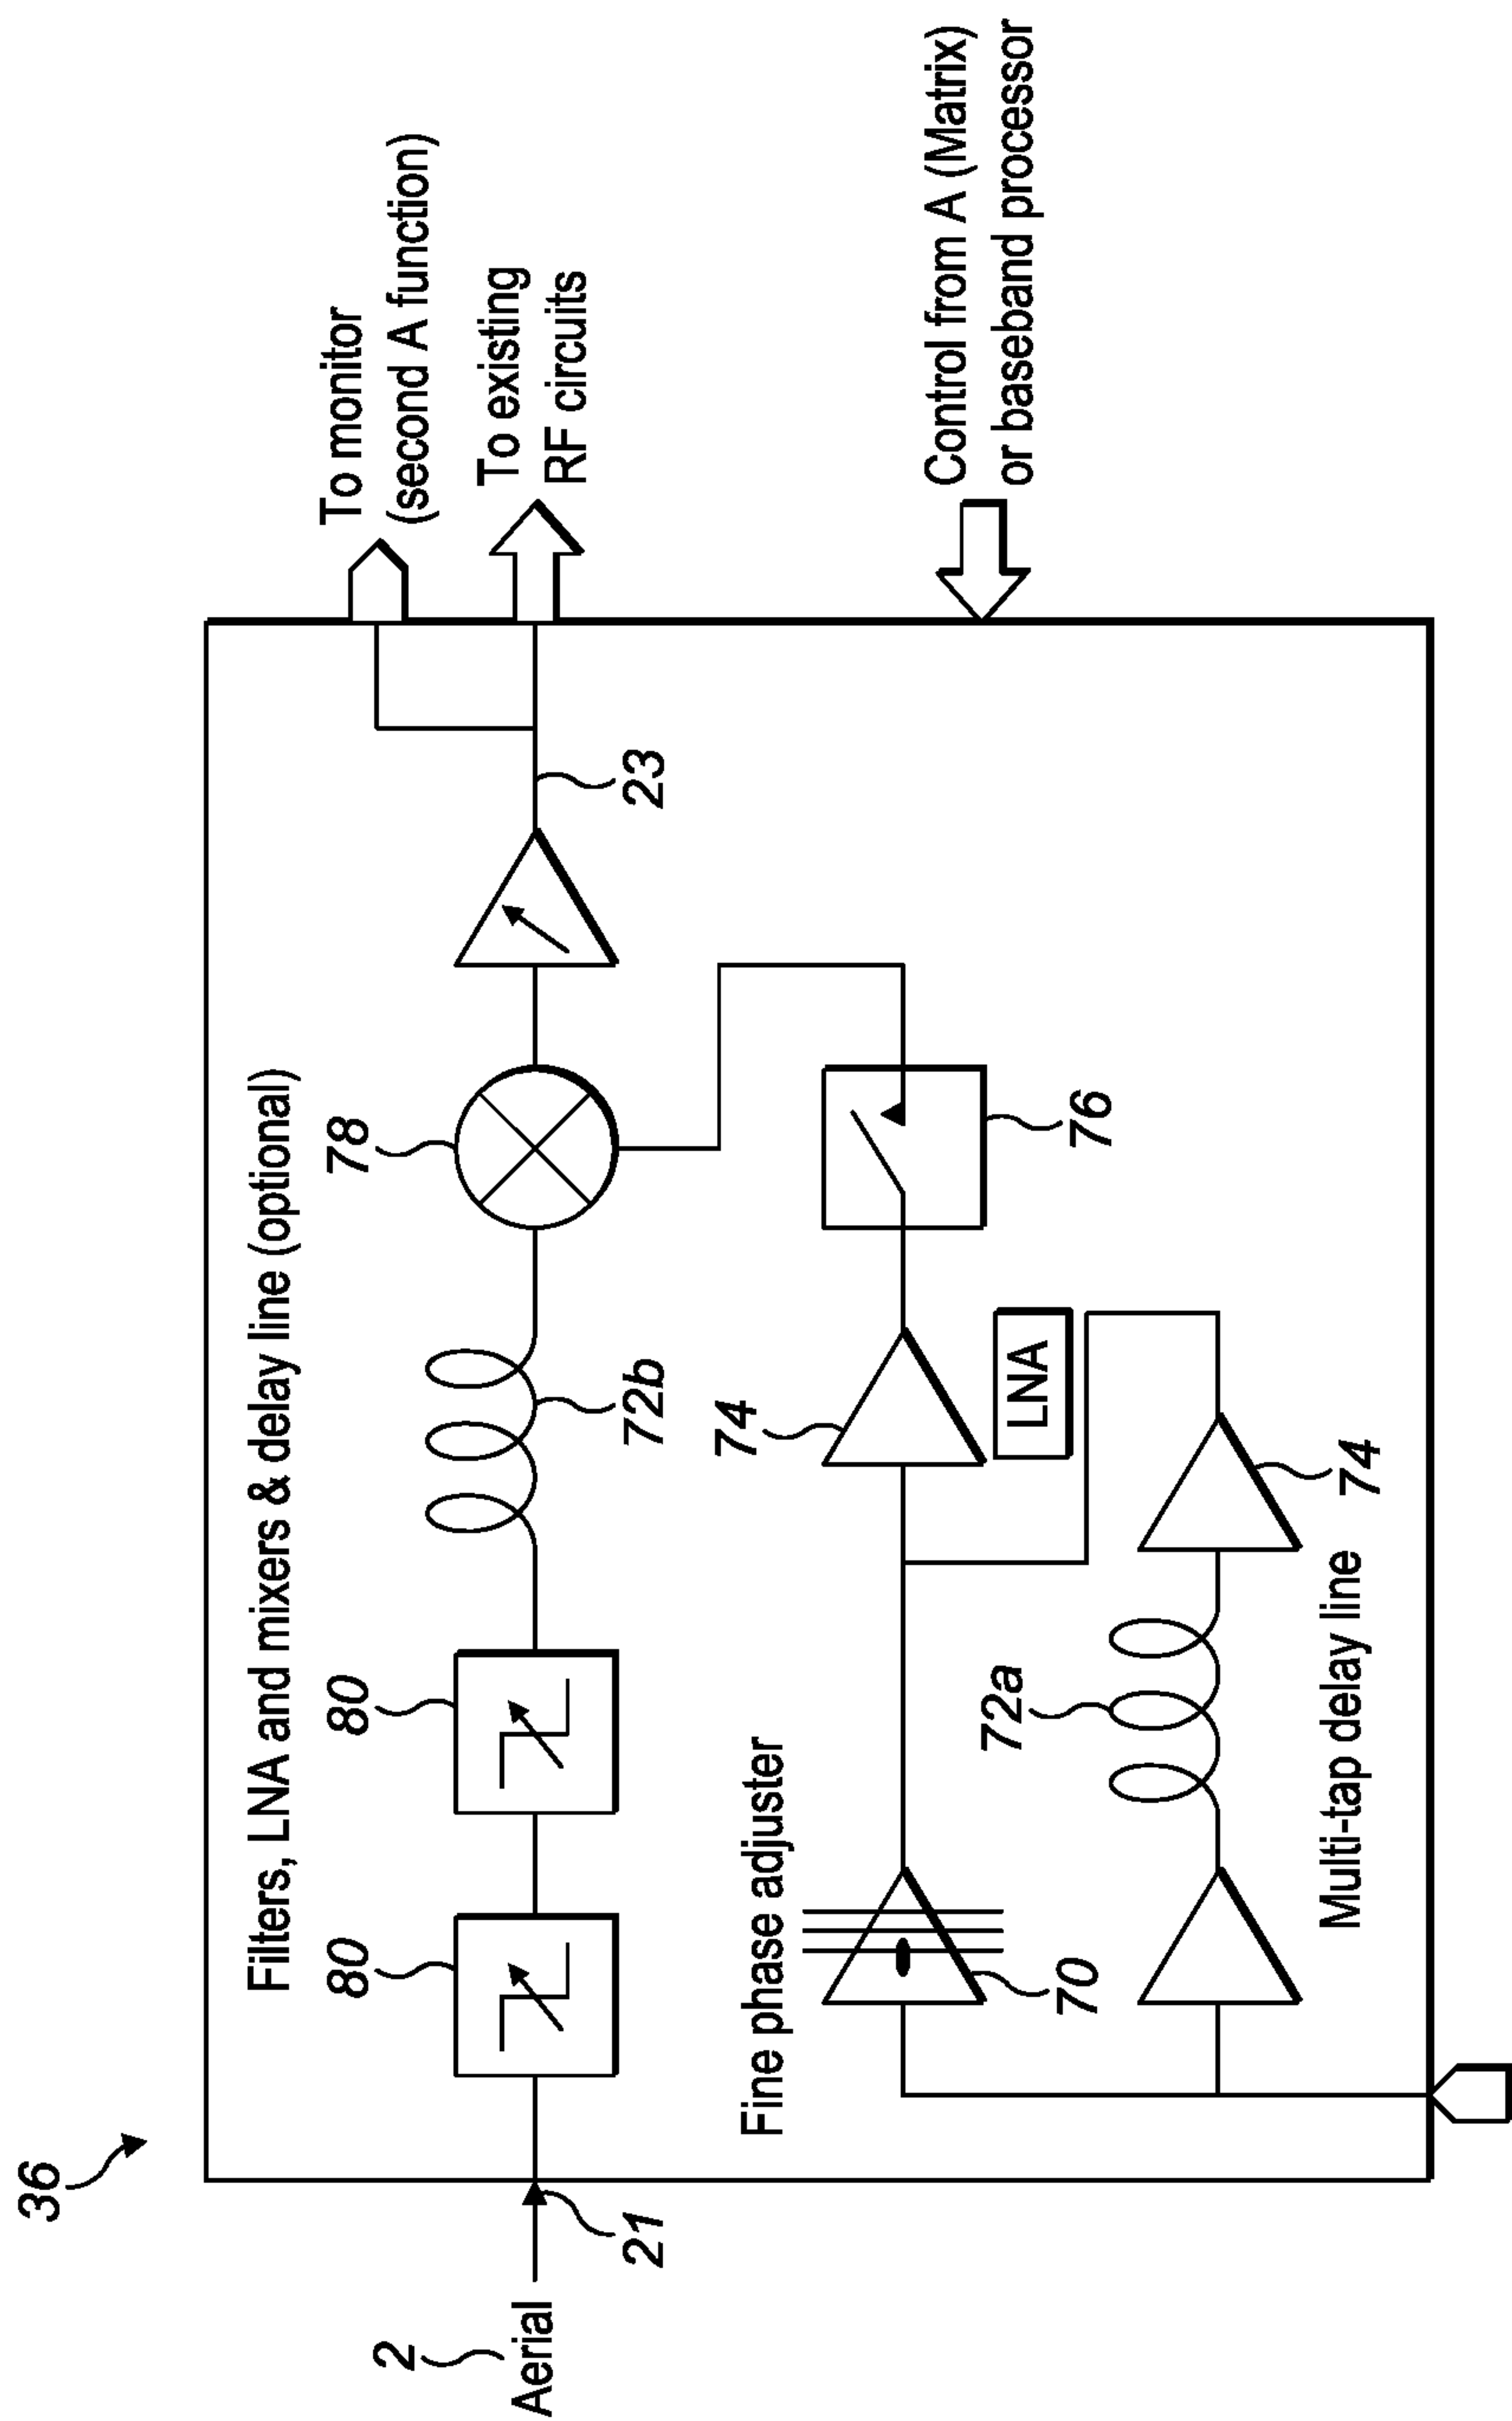 36
Filters, LNA and mixers & delay line (optional)
To monitor
(second A function)
80
80
78
To existing
RF circuits
2
Aerial
21
72b
23
Fine phase adjuster
74
Control from A (Matrix)
or baseband processor
70
72a
LNA
76
Multi-tap delay line
74